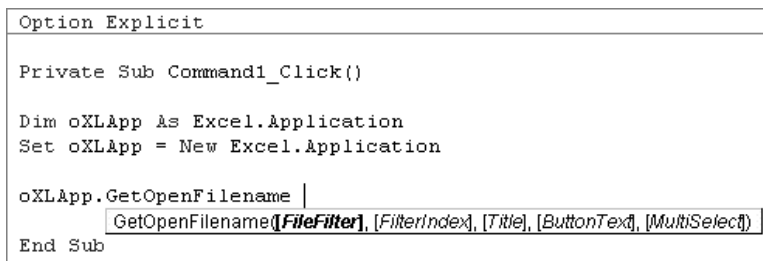 Option Explicit
Private Sub Command1_Click()
Dim oXLApp As Excel.Application
Set oXLApp = New Excel.Application
oXLApp.GetOpenFilename
GetOpenFilename([FileFilter], [FilterIndex], [Title], [ButtonText], [MultiSelect])
End Sub